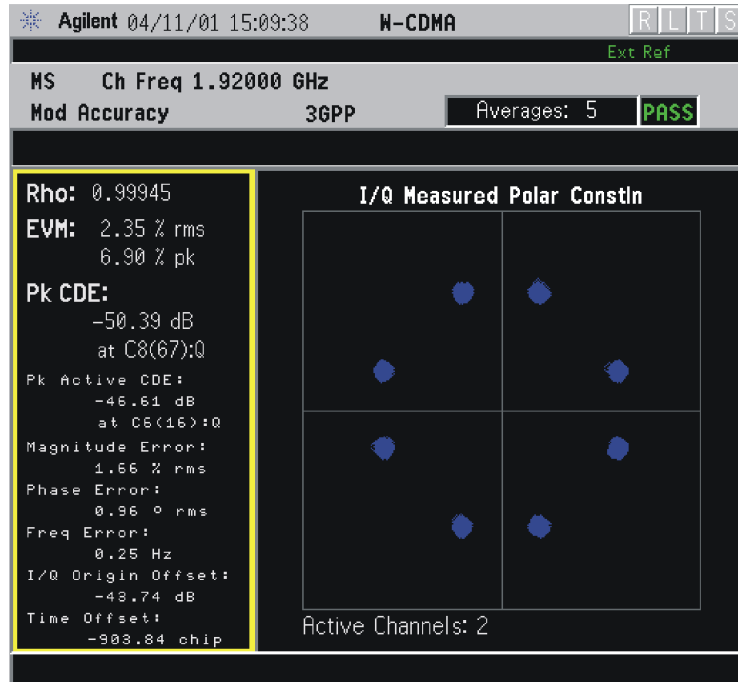 Agilent 04/11/01 15:09:38 W-CDMA R L T S
Ext Ref
MS Ch Freq 1.92000 GHz
Mod Accuracy 3GPP Averages: 5 PASS
Rho: 0.99945
EVM: 2.35 % rms
6.90 % pk
Pk CDE:
-50.39 dB
at C8(67):Q
Pk Active CDE:
-46.61 dB
at C6(16):Q
Magnitude Error:
1.66 % rms
Phase Error:
0.96 º rms
Freq Error:
0.25 Hz
I/Q Origin Offset:
-43.74 dB
Time Offset:
-903.84 chip
I/Q Measured Polar Constln
Active Channels: 2